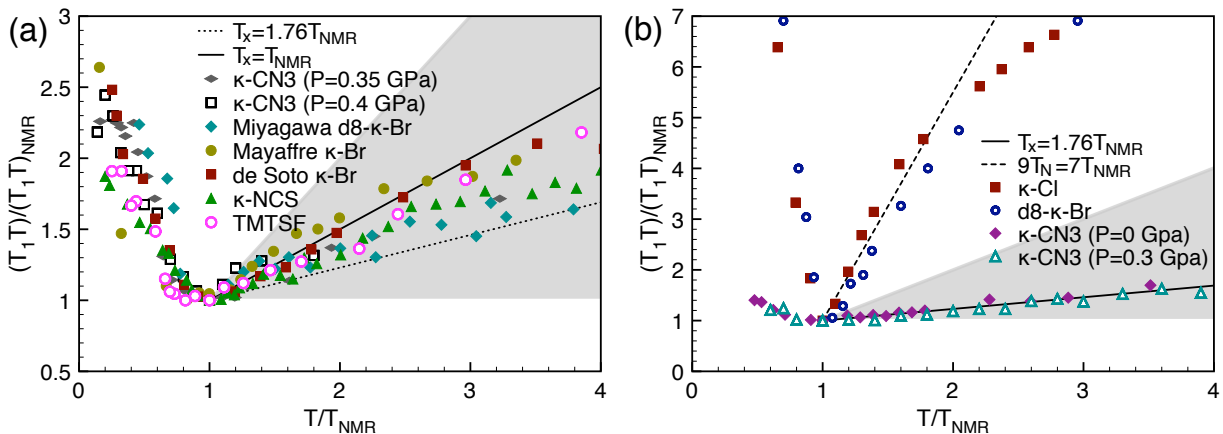 (a)
3
2.5
2
1.5
1
0.5
0
1
2
3
4
(T₁T)/(T₁T)NMR
T/TNMR
Tx=1.76TNMR
Tx=TNMR
κ-CN3 (P=0.35 GPa)
κ-CN3 (P=0.4 GPa)
Miyagawa d8-κ-Br
Mayaffre κ-Br
de Soto κ-Br
κ-NCS
TMTSF
(b)
7
6
5
4
3
2
1
0
0
1
2
3
4
(T₁T)/(T₁T)NMR
T/TNMR
Tx=1.76TNMR
9TN=7TNMR
κ-Cl
d8-κ-Br
κ-CN3 (P=0 Gpa)
κ-CN3 (P=0.3 Gpa)